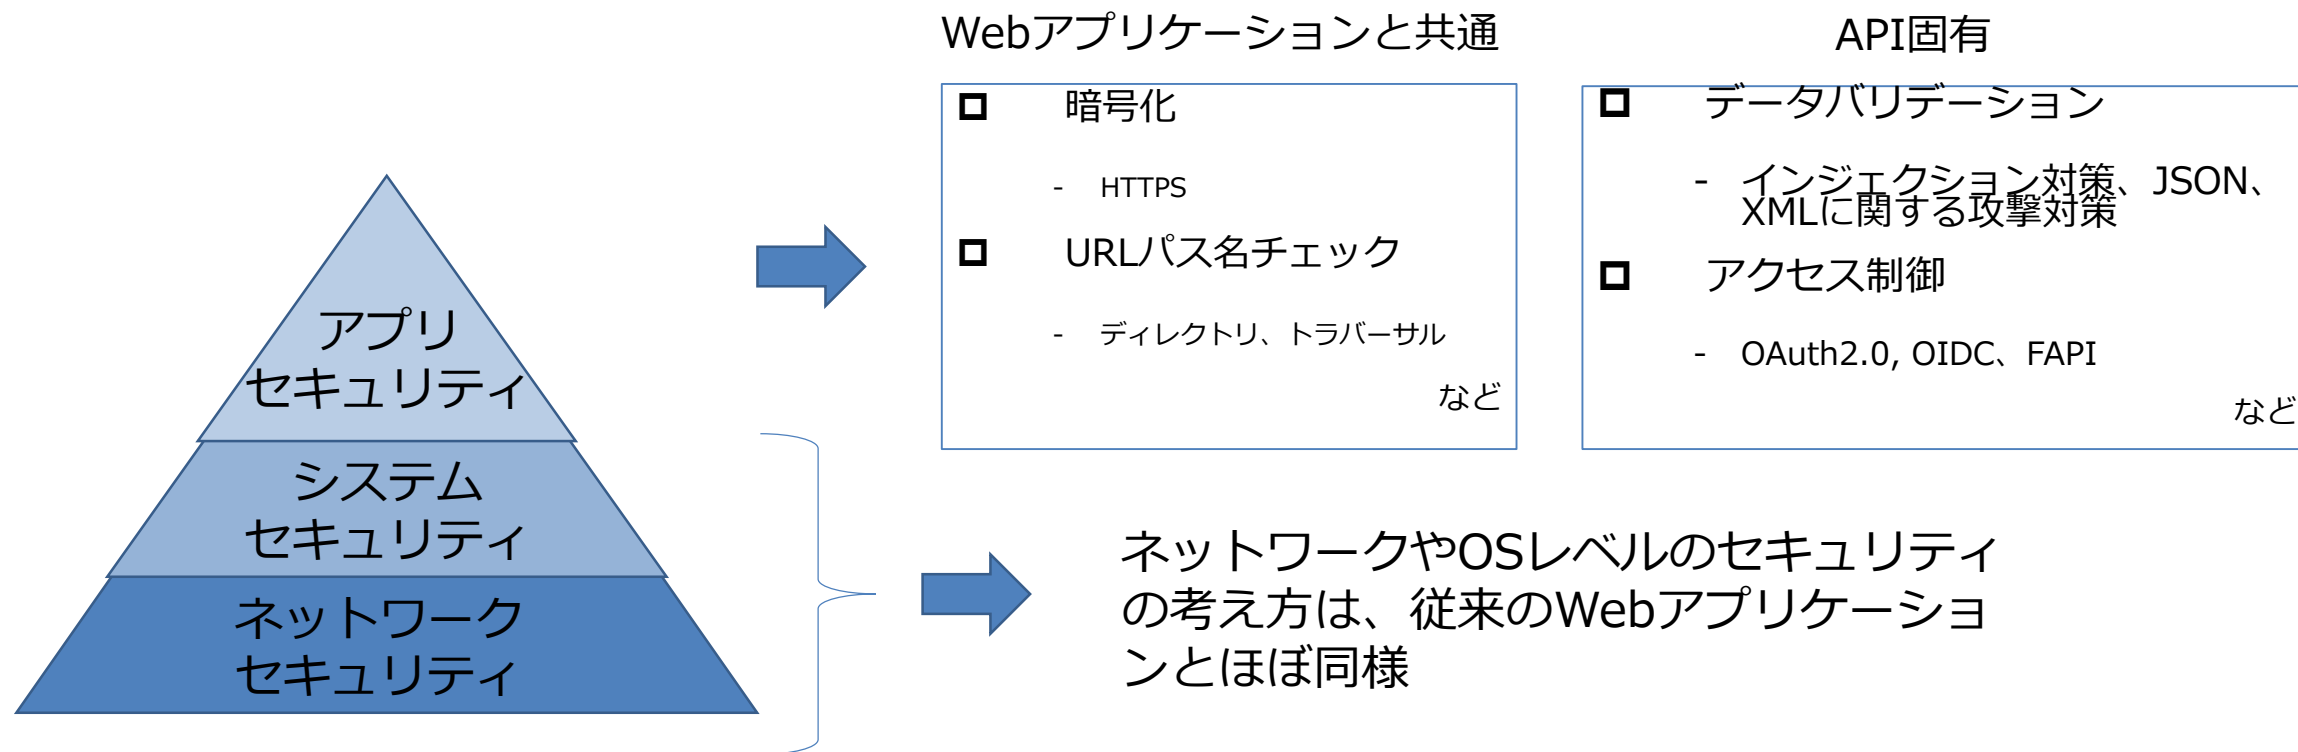 Webアプリケーションと共通
API固有
暗号化
- HTTPS
URLパス名チェック
- ディレクトリ、トラバーサル
など
データバリデーション
- インジェクション対策、JSON、
XMLに関する攻撃対策
アクセス制御
- OAuth2.0, OIDC、FAPI
など
アプリ
セキュリティ
システム
セキュリティ
ネットワーク
セキュリティ
ネットワークやOSレベルのセキュリティ
の考え方は、従来のWebアプリケーショ
ンとほぼ同様